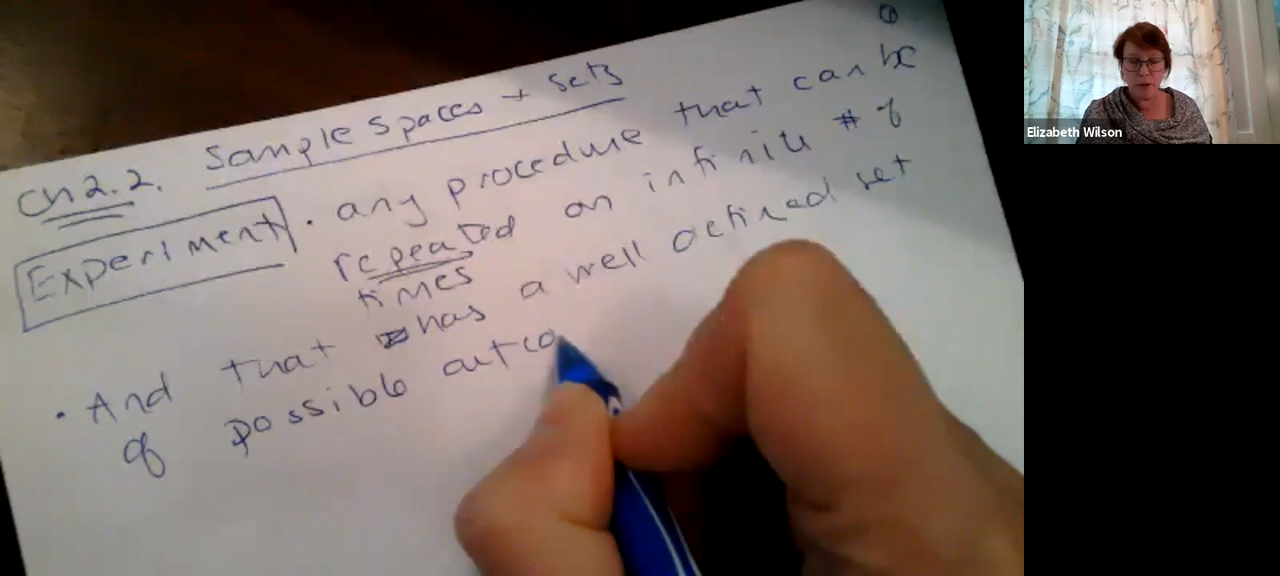 ①
Ch 2.2. Sample Spaces + Sets
Experiment · any procedure that can be
repeated an infinite # of
times
· And that has a well defined set
of possible outco
Elizabeth Wilson